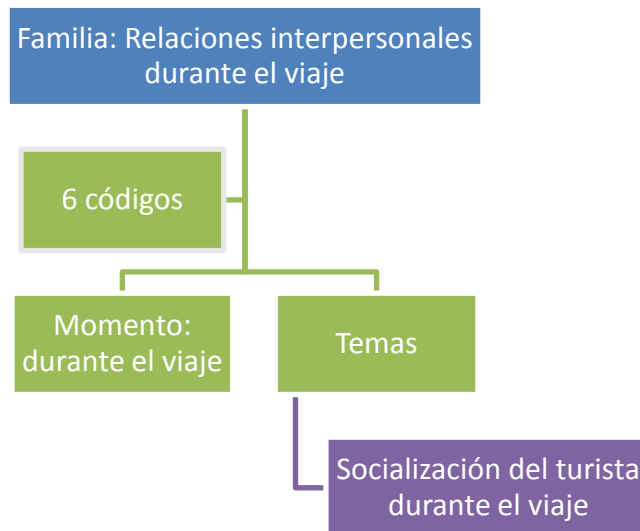 Familia: Relaciones interpersonales
durante el viaje
6 códigos
Momento:
durante el viaje
Temas
Socialización del turista
durante el viaje